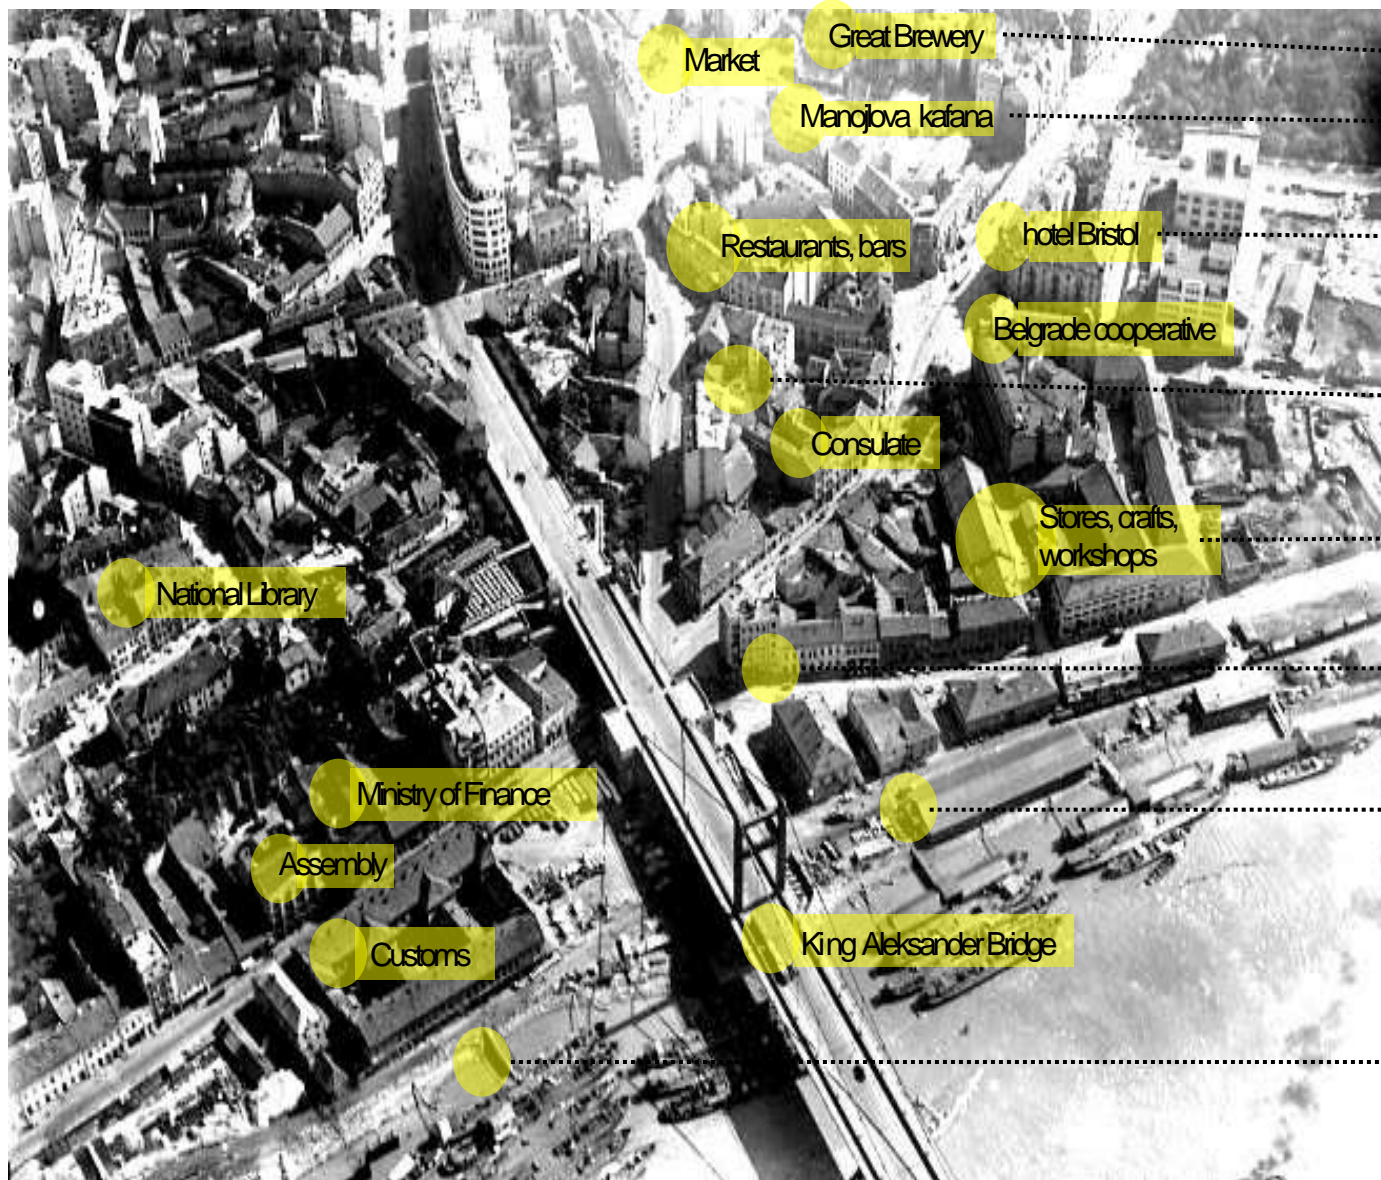 Great Brewery
Market
Manojlova kafana
Restaurants, bars
hotel Bristol
Belgrade cooperative
Consulate
Stores, crafts,
workshops
National Library
Ministry of Finance
Assembly
Customs
King Aleksander Bridge